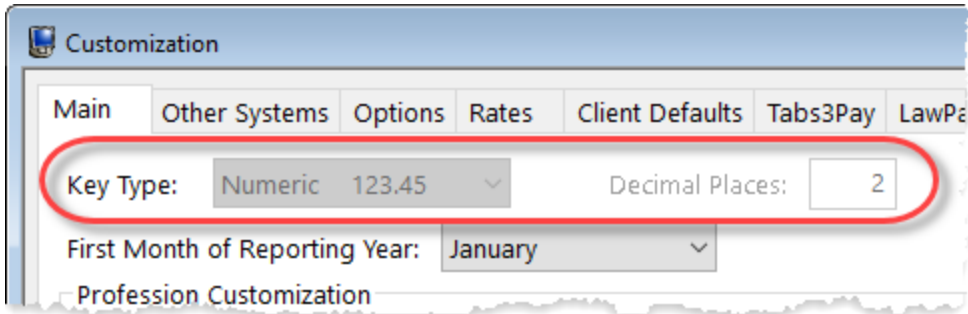 Customization
Main Other Systems Options Rates Client Defaults Tabs3Pay
Key Type: Numeric 123.45 Decimal Places: 2
First Month of Reporting Year: January
Profession Customization